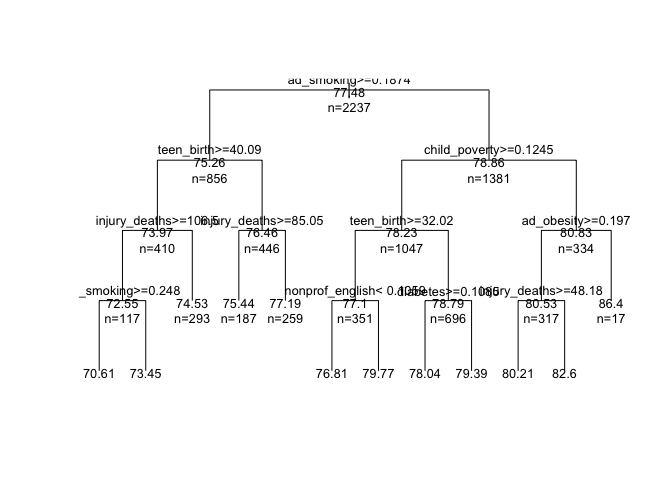 ad_smoking>=0.1874
77.48
n=2237
teen_birth>=40.09
75.26
n=856
child_poverty>=0.1245
78.86
n=1381
injury_deaths>=106.5
73.97
n=410
injury_deaths>=85.05
76.46
n=446
teen_birth>=32.02
78.23
n=1047
ad_obesity>=0.197
80.83
n=334
_smoking>=0.248
72.55
n=117
74.53
n=293
75.44
n=187
77.19
n=259
nonprof_english< 0.1059
77.1
n=351
diabetes>=0.1085
78.79
n=696
injury_deaths>=48.18
80.53
n=317
86.4
n=17
70.61 73.45 76.81 79.77 78.04 79.39 80.21 82.6